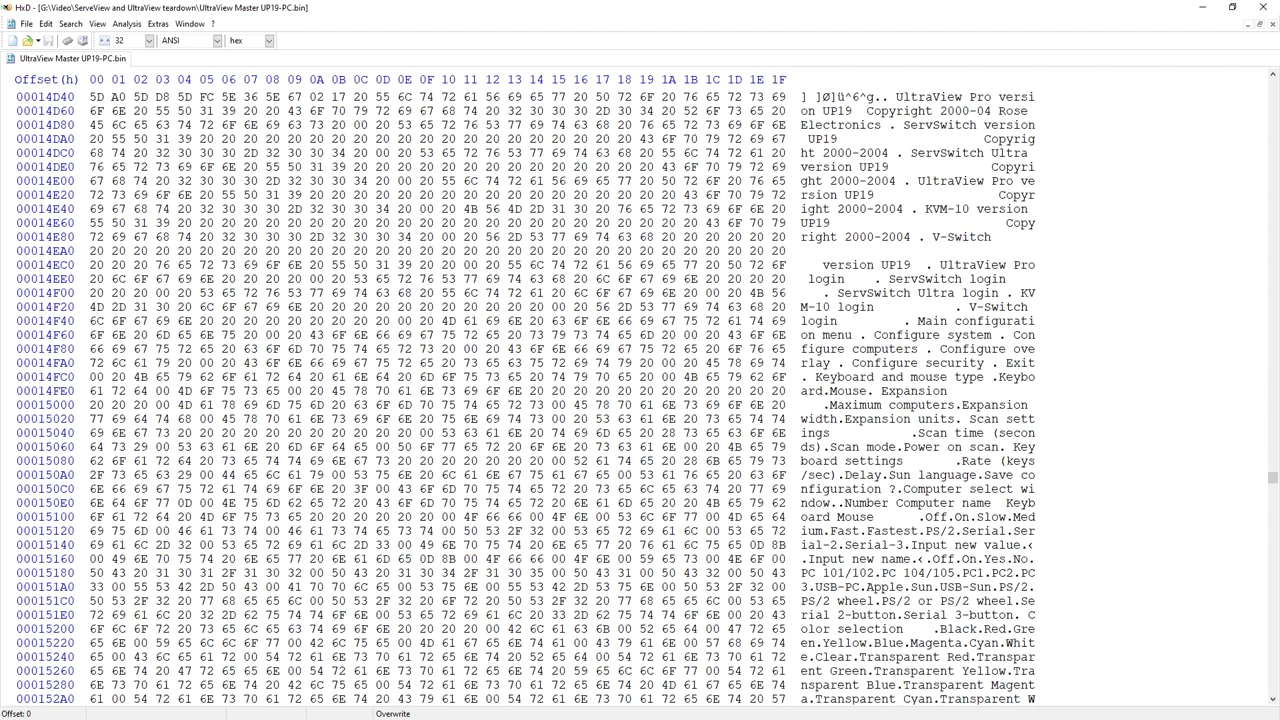 HxD - [G:\Video\ServeView and UltraView teardown\UltraView Master UP19-PC.bin]
File Edit Search View Analysis Extras Window ?
32 ANSI hex
UltraView Master UP19-PC.bin
Offset(h) 00 01 02 03 04 05 06 07 08 09 0A 0B 0C 0D 0E 0F 10 11 12 13 14 15 16 17 18 19 1A 1B 1C 1D 1E 1F
00014D40 5D A0 5D D8 5D FC 5E 36 5E 67 02 17 20 55 6C 74 72 61 56 69 65 77 20 50 72 6F 20 76 65 72 73 69 ] ]Ø]ü^6^g.. UltraView Pro versi
00014D60 6F 6E 20 55 50 31 39 20 20 43 6F 70 79 72 69 67 68 74 20 32 30 30 30 2D 30 34 20 52 6F 73 65 20 on UP19  Copyright 2000-04 Rose
00014D80 45 6C 65 63 74 72 6F 6E 69 63 73 20 00 20 53 65 72 76 53 77 69 74 63 68 20 76 65 72 73 69 6F 6E Electronics . ServSwitch version
00014DA0 20 55 50 31 39 20 20 20 20 20 20 20 20 20 20 20 20 20 20 20 20 20 20 20 20 20 43 6F 70 79 72 69 67 UP19 Copyrig
00014DC0 68 74 20 32 30 30 30 2D 32 30 30 34 20 00 20 53 65 72 76 53 77 69 74 63 68 20 55 6C 74 72 61 20 ht 2000-2004 . ServSwitch Ultra
00014DE0 76 65 72 73 69 6F 6E 20 55 50 31 39 20 20 20 20 20 20 20 20 20 20 20 20 20 20 43 6F 70 79 72 69 version UP19 Copyri
00014E00 67 68 74 20 32 30 30 30 2D 32 30 30 34 20 00 20 55 6C 74 72 61 56 69 65 77 20 50 72 6F 20 76 65 ght 2000-2004 . UltraView Pro ve
00014E20 72 73 69 6F 6E 20 55 50 31 39 20 20 20 20 20 20 20 20 20 20 20 20 20 20 20 20 20 43 6F 70 79 72 rsion UP19 Copyr
00014E40 69 67 68 74 20 32 30 30 30 2D 32 30 30 34 20 00 20 4B 56 4D 2D 31 30 20 76 65 72 73 69 6F 6E 20 ight 2000-2004 . KVM-10 version
00014E60 55 50 31 39 20 20 20 20 20 20 20 20 20 20 20 20 20 20 20 20 20 20 20 20 20 20 20 20 43 6F 70 79 UP19 Copy
00014E80 72 69 67 68 74 20 32 30 30 30 2D 32 30 30 34 20 00 20 56 2D 53 77 69 74 63 68 20 20 20 20 20 20 right 2000-2004 . V-Switch
00014EA0 20 20 20 20 20 20 20 20 20 20 20 20 20 20 20 20 20 20 20 20 20 20 20 20 20 20 20 20 20 20 20 20
00014EC0 20 20 20 76 65 72 73 69 6F 6E 20 55 50 31 39 20 20 00 20 55 6C 74 72 61 56 69 65 77 20 50 72 6F version UP19  . UltraView Pro
00014EE0 20 6C 6F 67 69 6E 20 20 20 20 20 00 20 53 65 72 76 53 77 69 74 63 68 20 6C 6F 67 69 6E 20 20 20 login . ServSwitch login
00014F00 20 20 20 00 20 53 65 72 76 53 77 69 74 63 68 20 55 6C 74 72 61 20 6C 6F 67 69 6E 20 00 20 4B 56 . ServSwitch Ultra login . KV
00014F20 4D 2D 31 30 20 6C 6F 67 69 6E 20 20 20 20 20 20 20 20 20 20 20 00 20 56 2D 53 77 69 74 63 68 20 M-10 login . V-Switch
00014F40 6C 6F 67 69 6E 20 20 20 20 20 20 20 20 20 00 20 4D 61 69 6E 20 63 6F 6E 66 69 67 75 72 61 74 69 login . Main configurati
00014F60 6F 6E 20 6D 65 6E 75 20 00 20 43 6F 6E 66 69 67 75 72 65 20 73 79 73 74 65 6D 20 00 20 43 6F 6E on menu . Configure system . Con
00014F80 66 69 67 75 72 65 20 63 6F 6D 70 75 74 65 72 73 20 00 20 43 6F 6E 66 69 67 75 72 65 20 6F 76 65 figure computers . Configure ove
00014FA0 72 6C 61 79 20 00 20 43 6F 6E 66 69 67 75 72 65 20 73 65 63 75 72 69 74 79 20 00 20 45 78 69 74 rlay . Configure security . Exit
00014FC0 00 20 4B 65 79 62 6F 61 72 64 20 61 6E 64 20 6D 6F 75 73 65 20 74 79 70 65 20 00 4B 65 79 62 6F . Keyboard and mouse type .Keybo
00014FE0 61 72 64 00 4D 6F 75 73 65 00 20 45 78 70 61 6E 73 69 6F 6E 20 20 20 20 20 20 20 20 20 20 20 20 ard.Mouse. Expansion
00015000 20 20 20 00 4D 61 78 69 6D 75 6D 20 63 6F 6D 70 75 74 65 72 73 00 45 78 70 61 6E 73 69 6F 6E 20 .Maximum computers.Expansion
00015020 77 69 64 74 68 00 45 78 70 61 6E 73 69 6F 6E 20 75 6E 69 74 73 00 20 53 63 61 6E 20 73 65 74 74 width.Expansion units. Scan sett
00015040 69 6E 67 73 20 20 20 20 20 20 20 20 20 20 00 53 63 61 6E 20 74 69 6D 65 20 28 73 65 63 6F 6E ings .Scan time (secon
00015060 64 73 29 00 53 63 61 6E 20 6D 6F 64 65 00 50 6F 77 65 72 20 6F 6E 20 73 63 61 6E 00 20 4B 65 79 ds).Scan mode.Power on scan. Key
00015080 62 6F 61 72 64 20 73 65 74 74 69 6E 67 73 20 20 20 20 20 20 20 00 52 61 74 65 20 28 6B 65 79 73 board settings .Rate (keys
000150A0 2F 73 65 63 29 00 44 65 6C 61 79 00 53 75 6E 20 6C 61 6E 67 75 61 67 65 00 53 61 76 65 20 63 6F /sec).Delay.Sun language.Save co
000150C0 6E 66 69 67 75 72 61 74 69 6F 6E 20 3F 00 43 6F 6D 70 75 74 65 72 20 73 65 6C 65 63 74 20 77 69 nfiguration ?.Computer select wi
000150E0 6E 64 6F 77 0D 00 4E 75 6D 62 65 72 20 43 6F 6D 70 75 74 65 72 20 6E 61 6D 65 20 20 4B 65 79 62 ndow..Number Computer name  Keyb
00015100 6F 61 72 64 20 4D 6F 75 73 65 20 20 20 20 20 20 00 4F 66 66 00 4F 6E 00 53 6C 6F 77 00 4D 65 64 oard Mouse .Off.On.Slow.Med
00015120 69 75 6D 00 46 61 73 74 00 46 61 73 74 65 73 74 00 50 53 2F 32 00 53 65 72 69 61 6C 00 53 65 72 ium.Fast.Fastest.PS/2.Serial.Ser
00015140 69 61 6C 2D 32 00 53 65 72 69 61 6C 2D 33 00 49 6E 70 75 74 20 6E 65 77 20 76 61 6C 75 65 0D 8B ial-2.Serial-3.Input new value.‹
00015160 00 49 6E 70 75 74 20 6E 65 77 20 6E 61 6D 65 0D 8B 00 4F 66 66 00 4F 6E 00 59 65 73 00 4E 6F 00 .Input new name.‹.Off.On.Yes.No.
00015180 50 43 20 31 30 31 2F 31 30 32 00 50 43 20 31 30 34 2F 31 30 35 00 50 43 31 00 50 43 32 00 50 43 PC 101/102.PC 104/105.PC1.PC2.PC
000151A0 33 00 55 53 42 2D 50 43 00 41 70 70 6C 65 00 53 75 6E 00 55 53 42 2D 53 75 6E 00 50 53 2F 32 00 3.USB-PC.Apple.Sun.USB-Sun.PS/2.
000151C0 50 53 2F 32 20 77 68 65 65 6C 00 50 53 2F 32 20 6F 72 20 50 53 2F 32 20 77 68 65 65 6C 00 53 65 PS/2 wheel.PS/2 or PS/2 wheel.Se
000151E0 72 69 61 6C 20 32 2D 62 75 74 74 6F 6E 00 53 65 72 69 61 6C 20 33 2D 62 75 74 74 6F 6E 00 20 43 rial 2-button.Serial 3-button. C
00015200 6F 6C 6F 72 20 73 65 6C 65 63 74 69 6F 6E 20 20 20 20 00 42 6C 61 63 6B 00 52 65 64 00 47 72 65 olor selection .Black.Red.Gre
00015220 65 6E 00 59 65 6C 6C 6F 77 00 42 6C 75 65 00 4D 61 67 65 6E 74 61 00 43 79 61 6E 00 57 68 69 74 en.Yellow.Blue.Magenta.Cyan.Whit
00015240 65 00 43 6C 65 61 72 00 54 72 61 6E 73 70 61 72 65 6E 74 20 52 65 64 00 54 72 61 6E 73 70 61 72 e.Clear.Transparent Red.Transpar
00015260 65 6E 74 20 47 72 65 65 6E 00 54 72 61 6E 73 70 61 72 65 6E 74 20 59 65 6C 6C 6F 77 00 54 72 61 ent Green.Transparent Yellow.Tra
00015280 6E 73 70 61 72 65 6E 74 20 42 6C 75 65 00 54 72 61 6E 73 70 61 72 65 6E 74 20 4D 61 67 65 6E 74 nsparent Blue.Transparent Magent
000152A0 61 00 54 72 61 6E 73 70 61 72 65 6E 74 20 43 79 61 6E 00 54 72 61 6E 73 70 61 72 65 6E 74 20 57 a.Transparent Cyan.Transparent W
Offset: 0 Overwrite